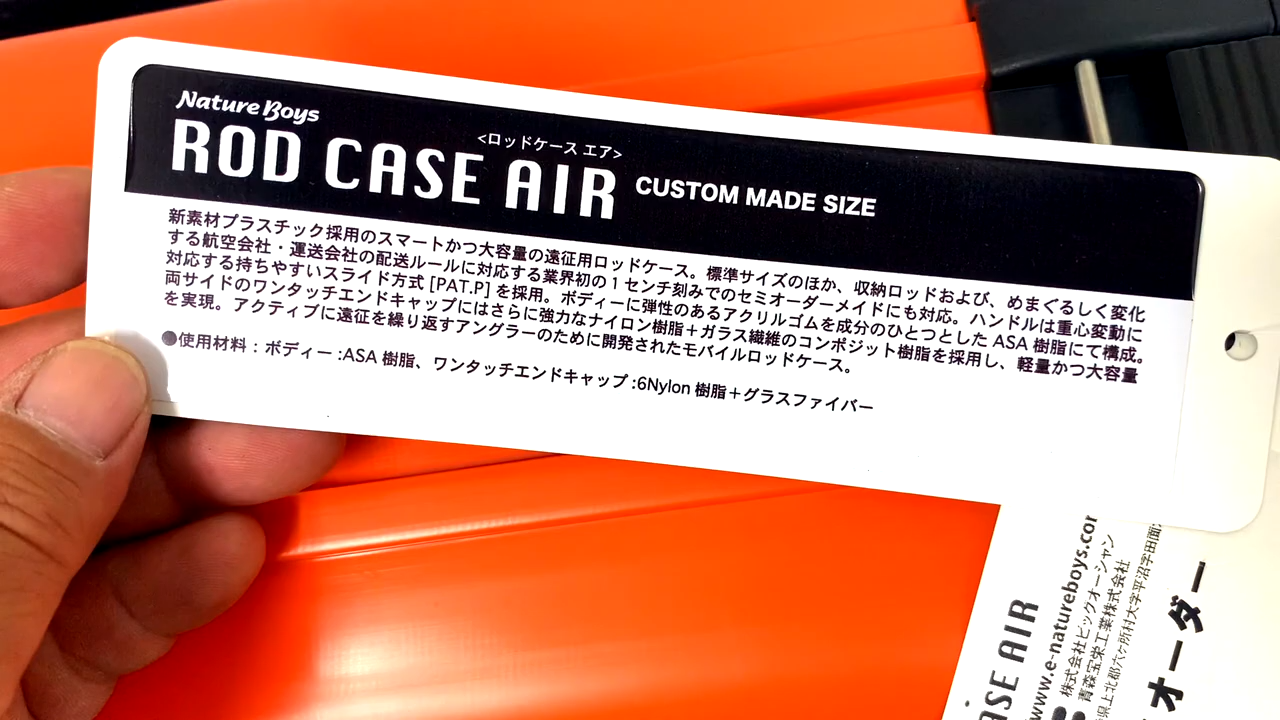 Nature Boys
<ロッドケース エア>
ROD CASE AIR CUSTOM MADE SIZE
新素材プラスチック採用のスマートかつ大容量の遠征用ロッドケース。標準サイズのほか、収納ロッドおよび、めまぐるしく変化
する航空会社・運送会社の配送ルールに対応する業界初の1センチ刻みでのセミオーダーメイドにも対応。ハンドルは重心変動に
対応する持ちやすいスライド方式 [PAT.P] を採用。ボディーに弾性のあるアクリルゴムを成分のひとつとした ASA 樹脂にて構成。
両サイドのワンタッチエンドキャップにはさらに強力なナイロン樹脂＋ガラス繊維のコンポジット樹脂を採用し、軽量かつ大容量
を実現。アクティブに遠征を繰り返すアングラーのために開発されたモバイルロッドケース。
●使用材料：ボディー:ASA 樹脂、ワンタッチエンドキャップ:6Nylon 樹脂＋グラスファイバー
ASE AIR
www.e-natureboys.com
株式会社ビッグオーシャン
青森宝栄工業株式会社
県上北郡六ヶ所村大字平沼字田面
オーダー